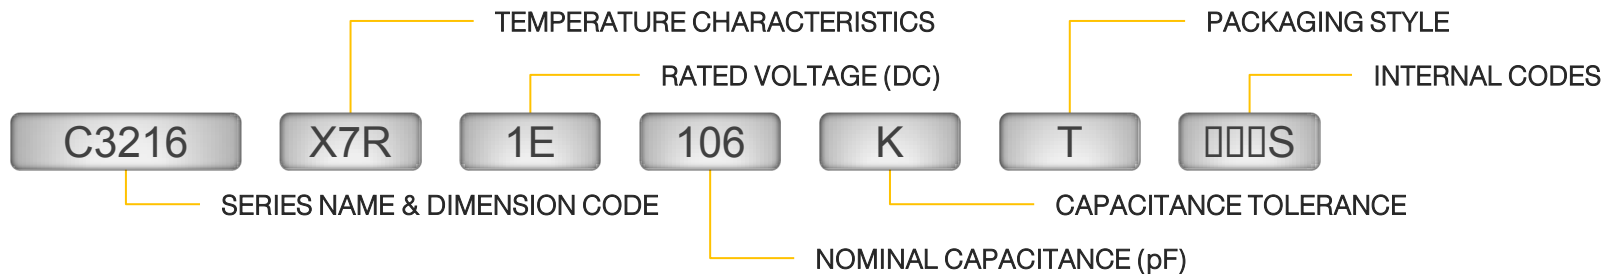 TEMPERATURE CHARACTERISTICS PACKAGING STYLE
RATED VOLTAGE (DC) INTERNAL CODES
C3216 X7R 1E 106 K T □□□S
SERIES NAME & DIMENSION CODE CAPACITANCE TOLERANCE
NOMINAL CAPACITANCE (pF)